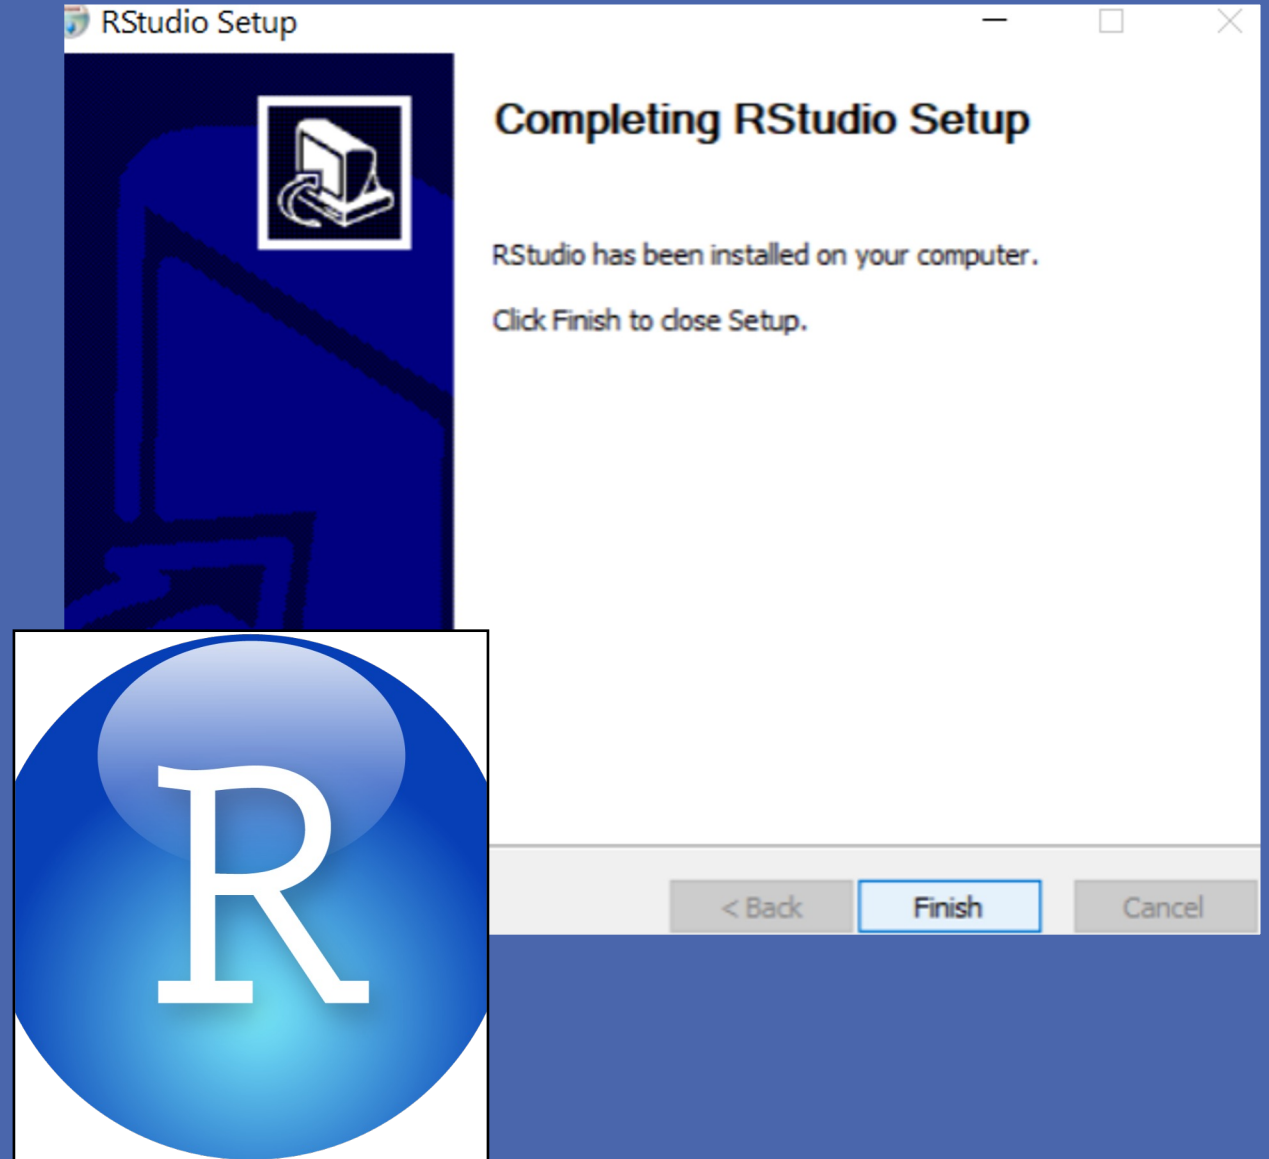 RStudio Setup
Completing RStudio Setup
RStudio has been installed on your computer.
Click Finish to close Setup.
< Back
Finish
Cancel
R